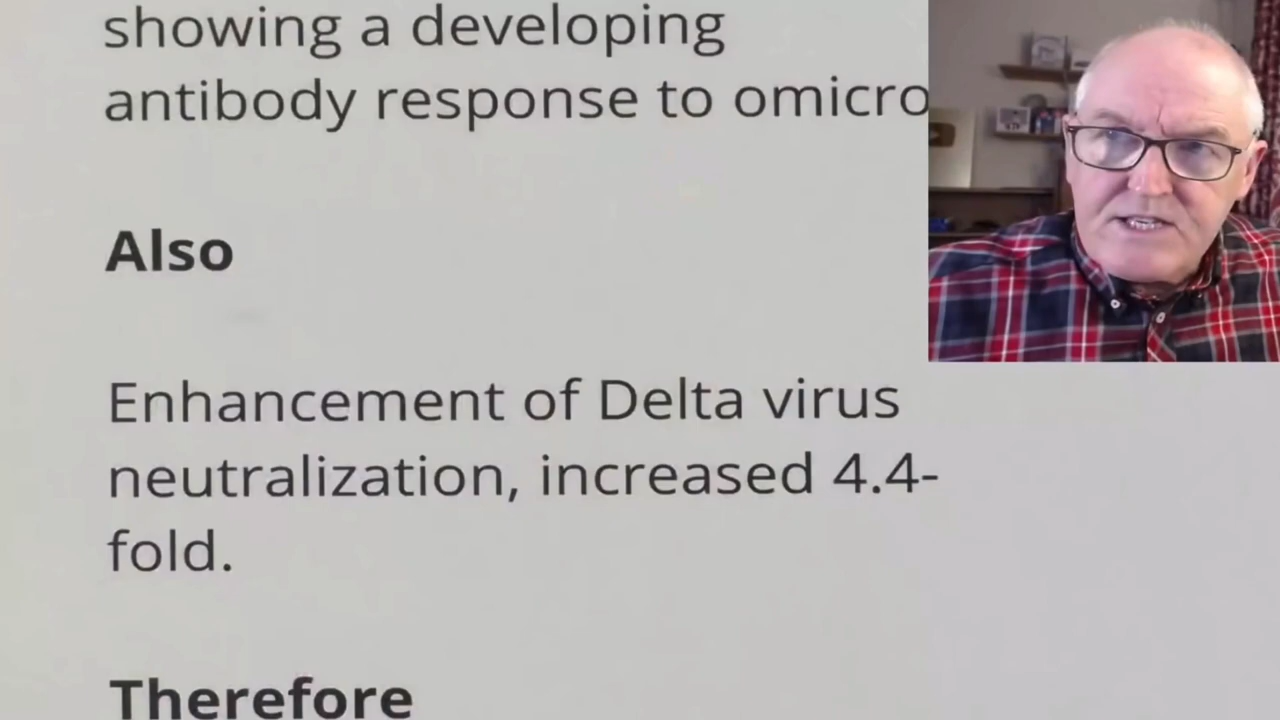 showing a developing
antibody response to omicro
Also
Enhancement of Delta virus
neutralization, increased 4.4-
fold.
Therefore